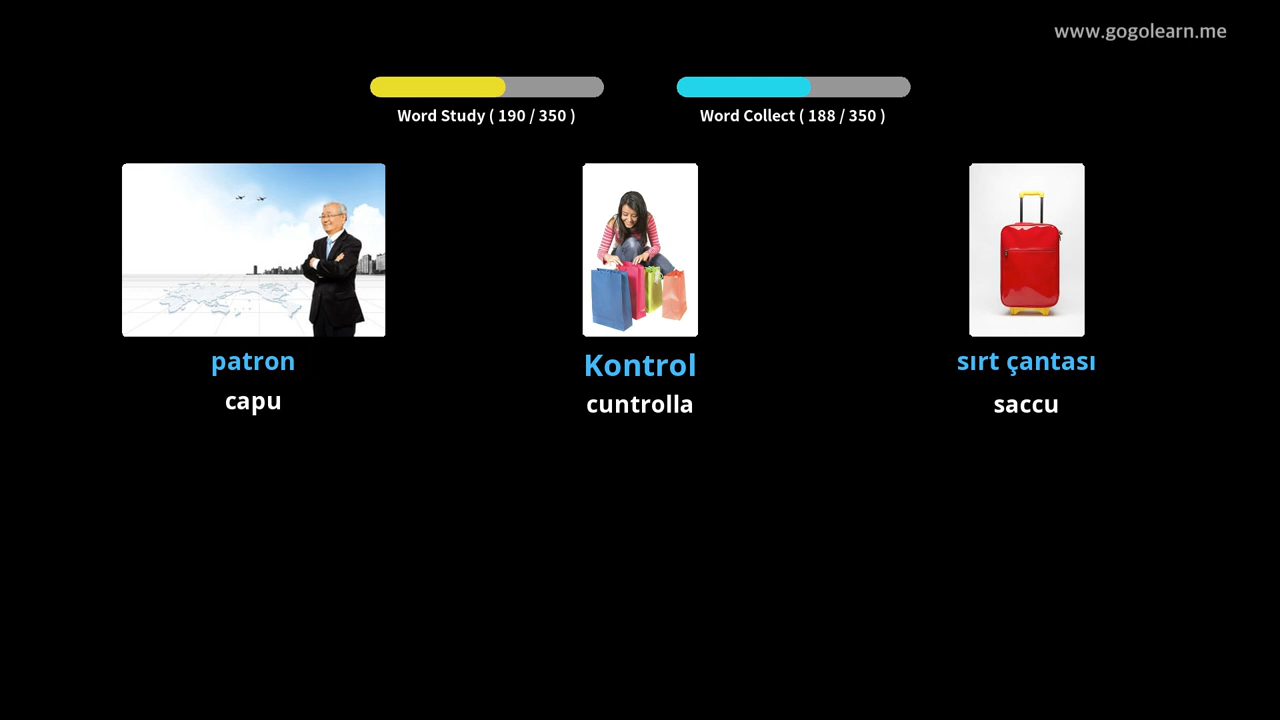 www.gogolearn.me
Word Study ( 190 / 350 )
Word Collect ( 188 / 350 )
patron
Kontrol
sırt çantası
capu
cuntrolla
saccu